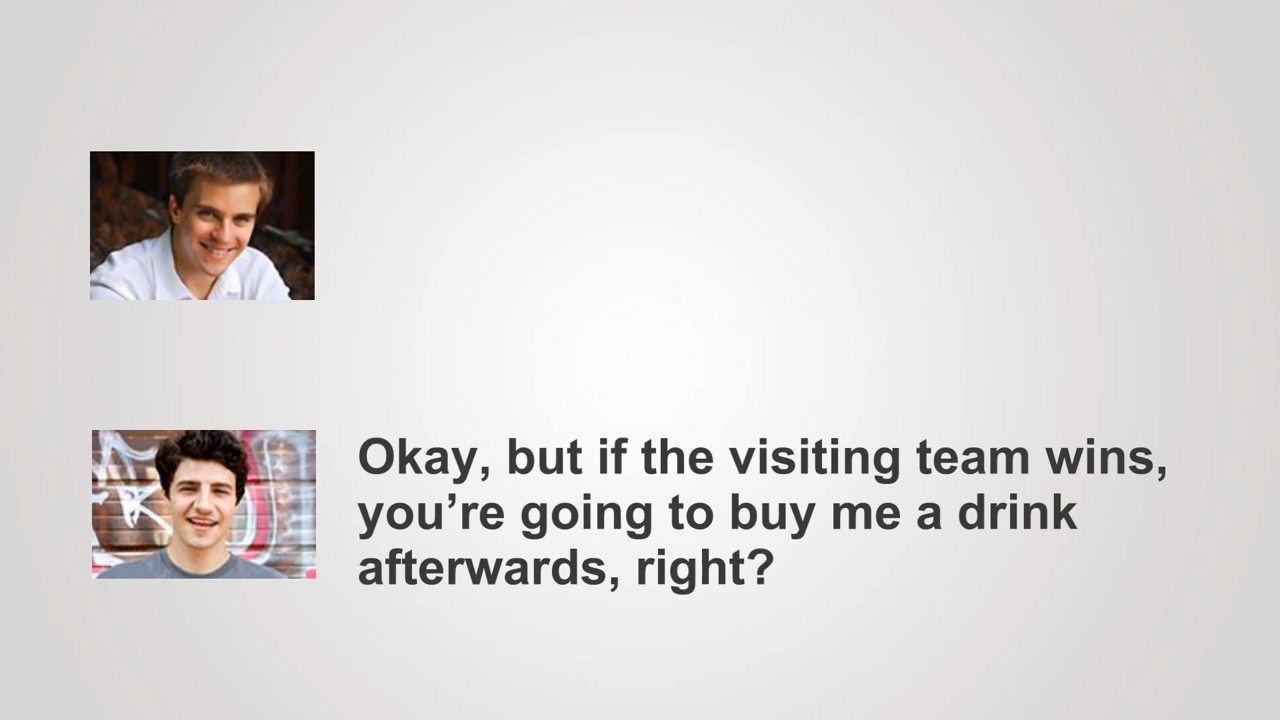 Okay, but if the visiting team wins,
you’re going to buy me a drink
afterwards, right?